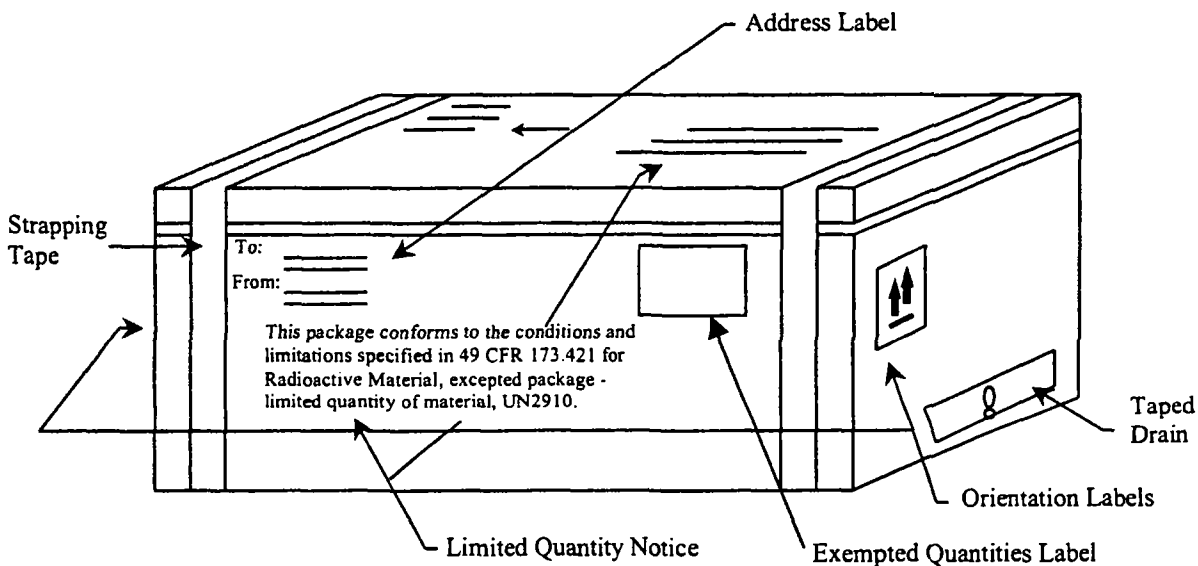 Address Label
Strapping
Tape
To:
From:
This package conforms to the conditions and
limitations specified in 49 CFR 173.421 for
Radioactive Material, excepted package -
limited quantity of material, UN2910.
Taped
Drain
Orientation Labels
Limited Quantity Notice
Exempted Quantities Label